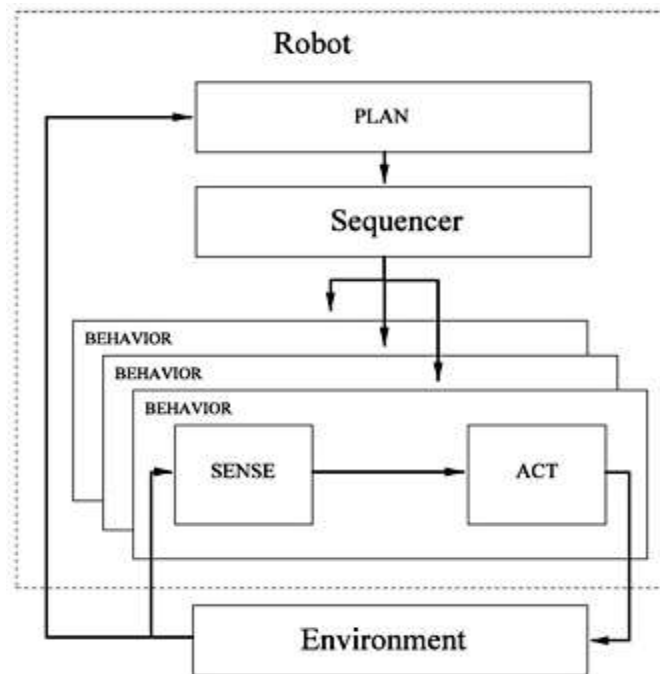 Robot
PLAN
Sequencer
BEHAVIOR
BEHAVIOR
BEHAVIOR
SENSE
ACT
Environment